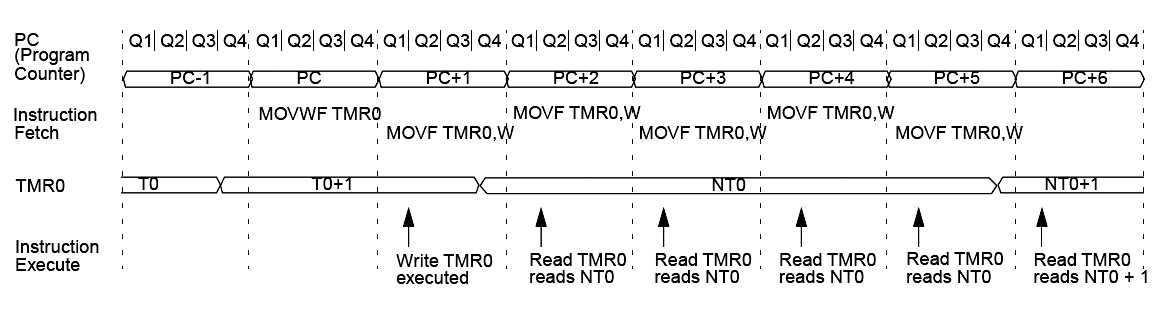 PC
(Program
Counter)
Q1 Q2 Q3 Q4 Q1 Q2 Q3 Q4 Q1 Q2 Q3 Q4 Q1 Q2 Q3 Q4 Q1 Q2 Q3 Q4 Q1 Q2 Q3 Q4 Q1 Q2 Q3 Q4 Q1 Q2 Q3 Q4
PC-1 PC PC+1 PC+2 PC+3 PC+4 PC+5 PC+6
Instruction
Fetch
MOVWF TMR0
MOVF TMR0,W
MOVF TMR0,W
MOVF TMR0,W
MOVF TMR0,W
MOVF TMR0,W
TMR0
T0 T0+1 NT0 NT0+1
Instruction
Execute
Write TMR0
executed
Read TMR0
reads NT0
Read TMR0
reads NT0
Read TMR0
reads NT0
Read TMR0
reads NT0
Read TMR0
reads NT0 + 1